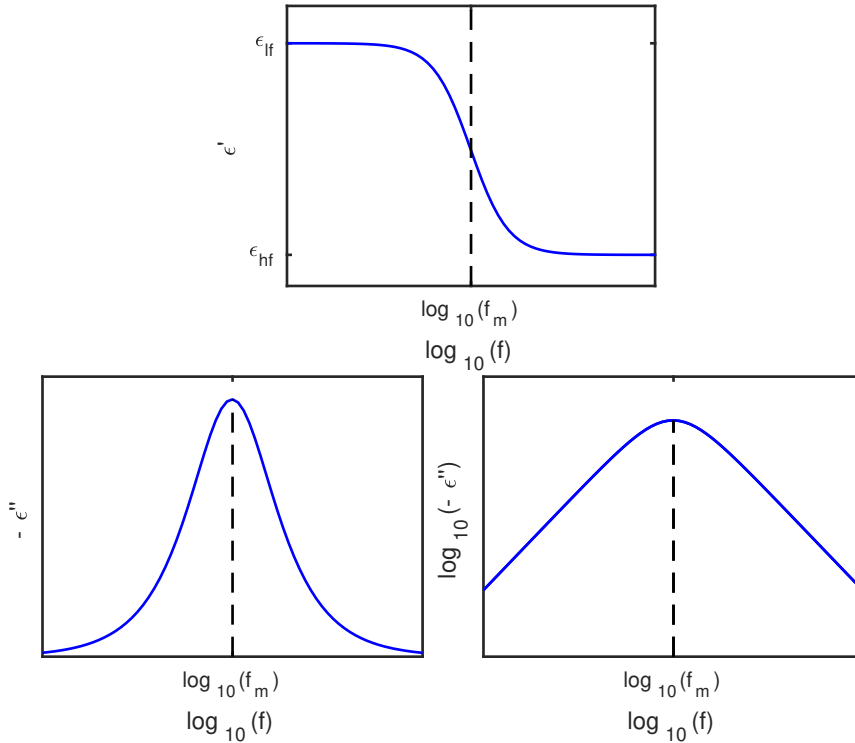 ϵ_lf
ϵ'
ϵ_hf
log_10(f_m)
log_10(f)
- ϵ''
log_10(f_m)
log_10(f)
log_10(- ϵ'')
log_10(f_m)
log_10(f)